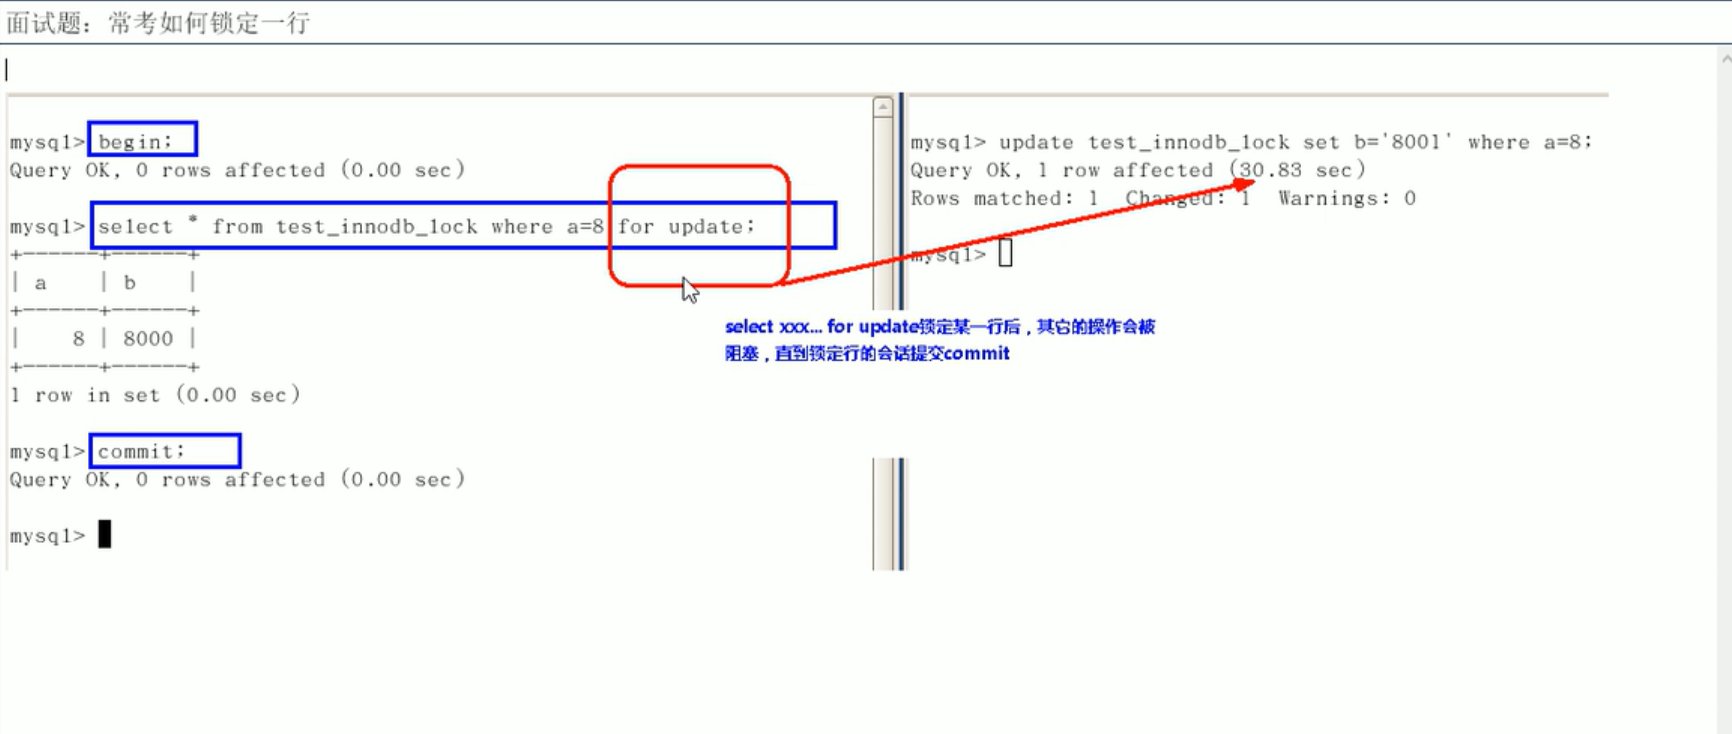 面试题：常考如何锁定一行
mysql> begin;
Query OK, 0 rows affected (0.00 sec)
mysql> select * from test_innodb_lock where a=8 for update;
+------+------+
| a    | b    |
+------+------+
|    8 | 8000 |
+------+------+
1 row in set (0.00 sec)
mysql> commit;
Query OK, 0 rows affected (0.00 sec)
mysql>
mysql> update test_innodb_lock set b='8001' where a=8;
Query OK, 1 row affected (30.83 sec)
Rows matched: 1  Changed: 1  Warnings: 0
mysql>
select xxx... for update锁定某一行后，其它的操作会被
阻塞，直到锁定行的会话提交commit